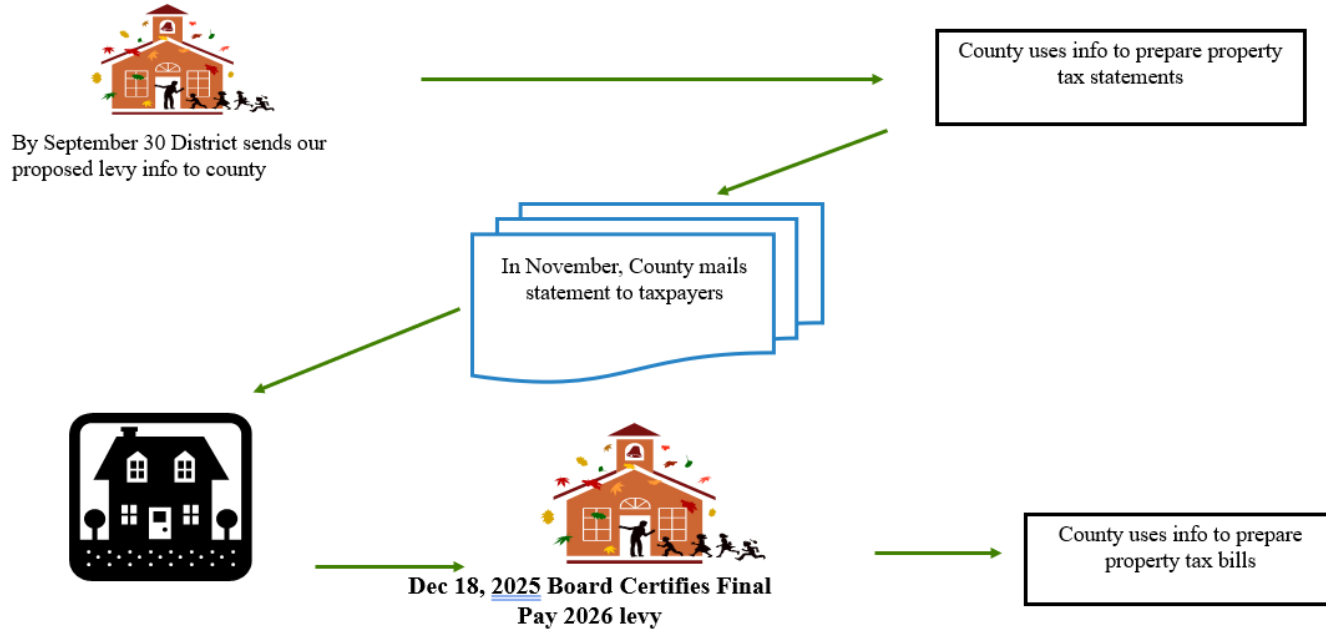 County uses info to prepare property
tax statements
By September 30 District sends our
proposed levy info to county
In November, County mails
statement to taxpayers
Dec 18, 2025 Board Certifies Final
Pay 2026 levy
County uses info to prepare
property tax bills